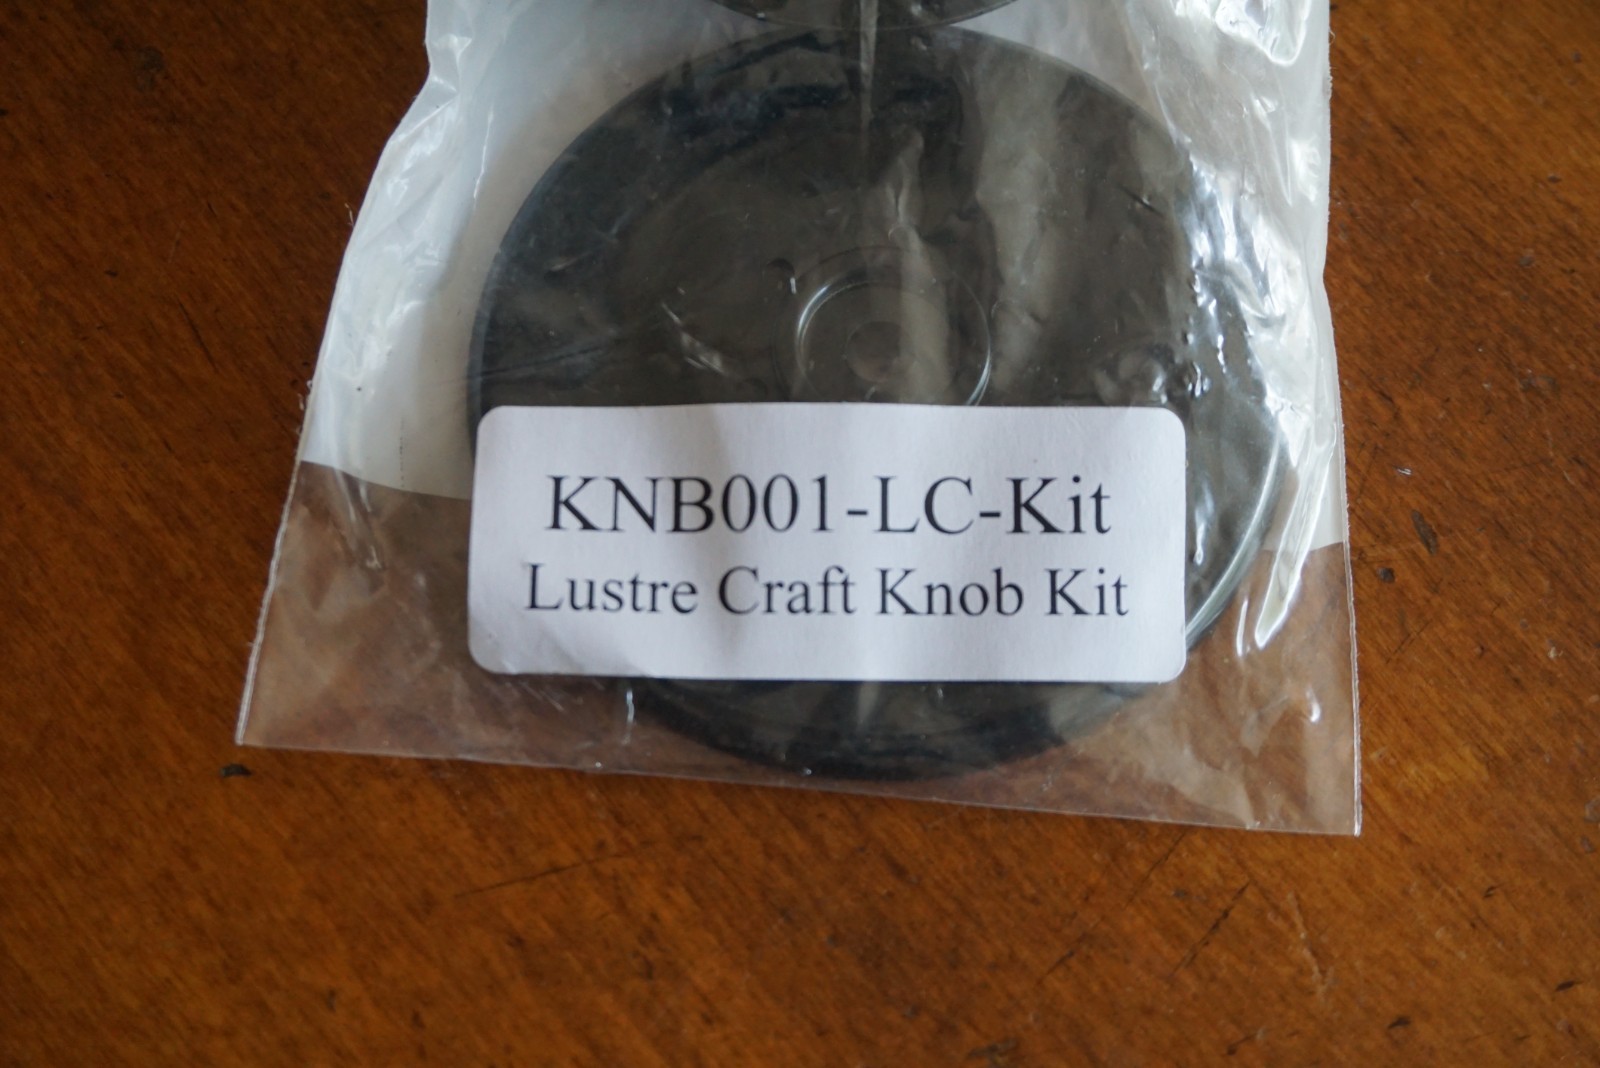 KNB001-LC-Kit
Lustre Craft Knob Kit